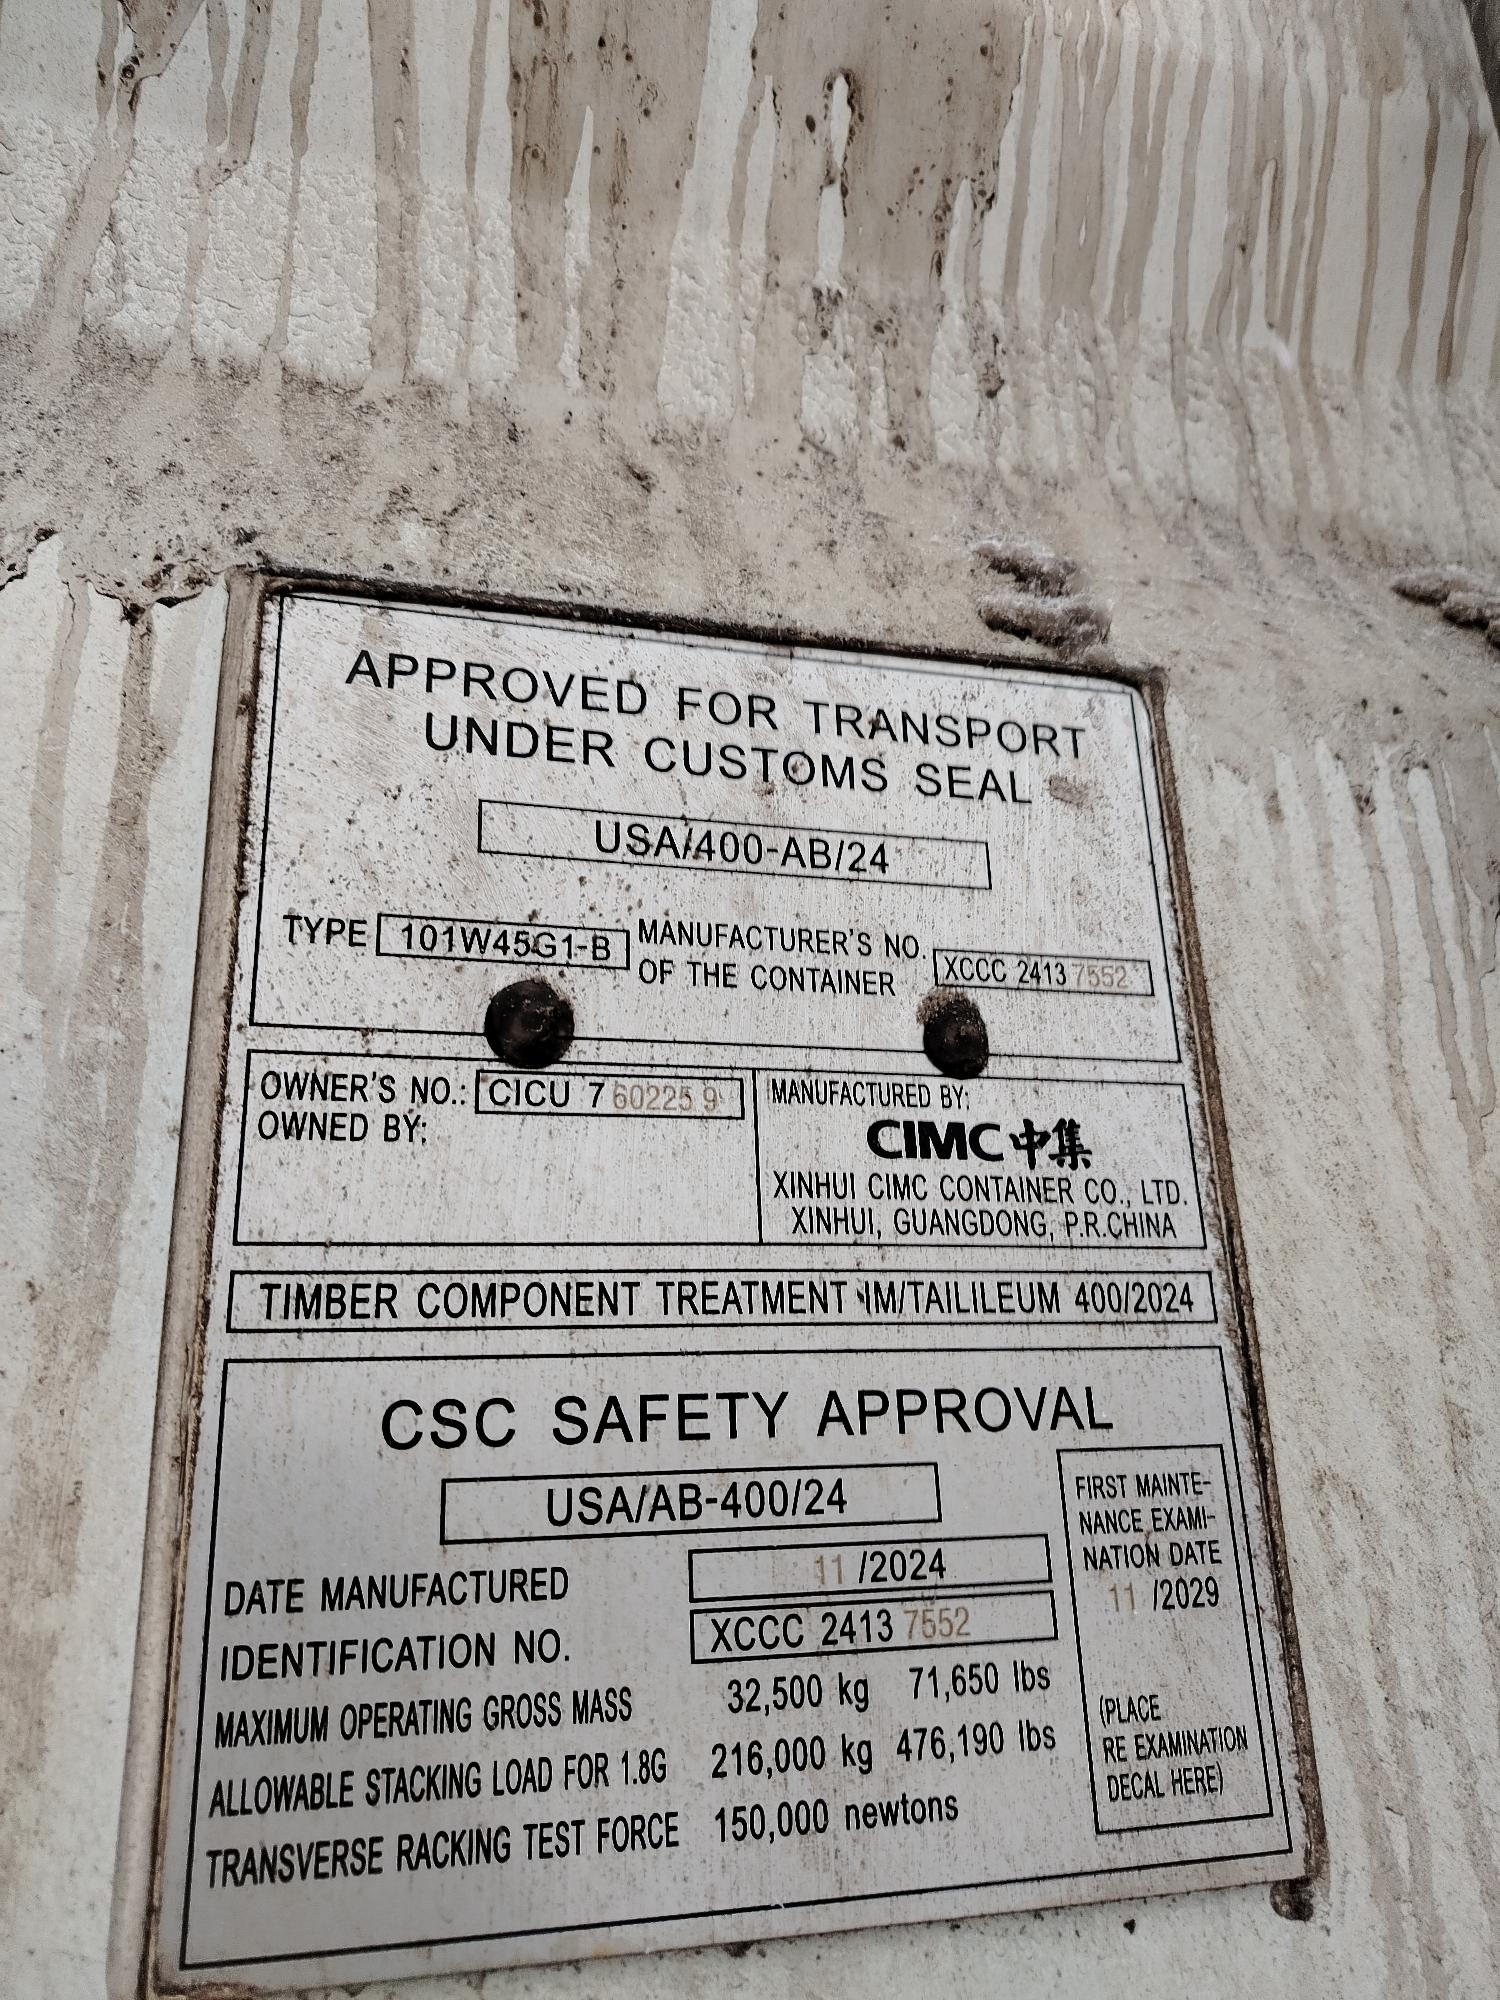 APPROVED FOR TRANSPORT
UNDER CUSTOMS SEAL
USA/400-AB/24
TYPE 101W45G1-B MANUFACTURER'S NO.
OF THE CONTAINER XCCC 2413 7552
OWNER'S NO.: CICU 7 60225 9
OWNED BY:
MANUFACTURED BY:
CIMC 中集
XINHUI CIMC CONTAINER CO., LTD.
XINHUI, GUANGDONG, P.R.CHINA
TIMBER COMPONENT TREATMENT IM/TAILILEUM 400/2024
CSC SAFETY APPROVAL
USA/AB-400/24
DATE MANUFACTURED 11 /2024
IDENTIFICATION NO. XCCC 2413 7552
MAXIMUM OPERATING GROSS MASS 32,500 kg 71,650 lbs
ALLOWABLE STACKING LOAD FOR 1.8G 216,000 kg 476,190 lbs
TRANSVERSE RACKING TEST FORCE 150,000 newtons
FIRST MAINTE-
NANCE EXAMI-
NATION DATE
11 /2029
(PLACE
RE EXAMINATION
DECAL HERE)